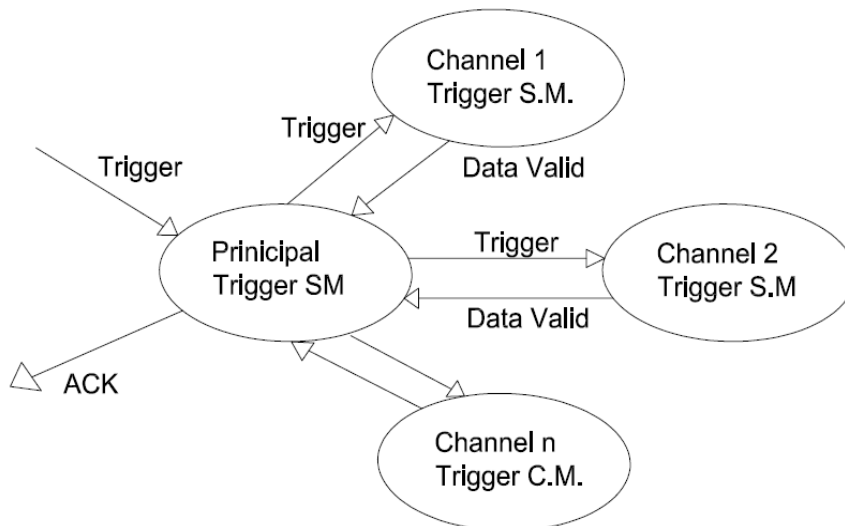 Channel 1
Trigger S.M.
Trigger
Data Valid
Trigger
Prinicipal
Trigger SM
Trigger
Data Valid
Channel 2
Trigger S.M
ACK
Channel n
Trigger C.M.